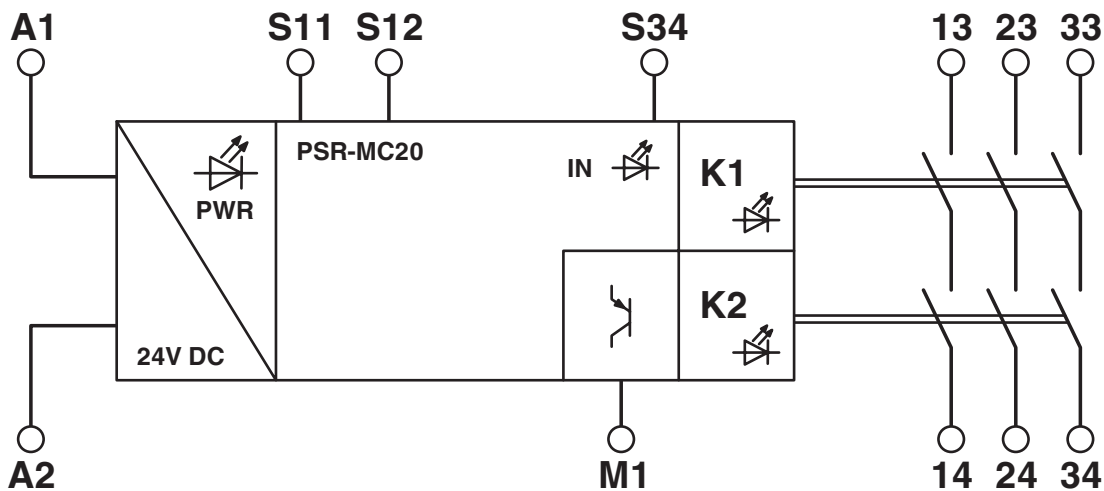 A1 S11 S12 S34 13 23 33
PSR-MC20
IN
K1
PWR
K2
24V DC
A2 M1 14 24 34